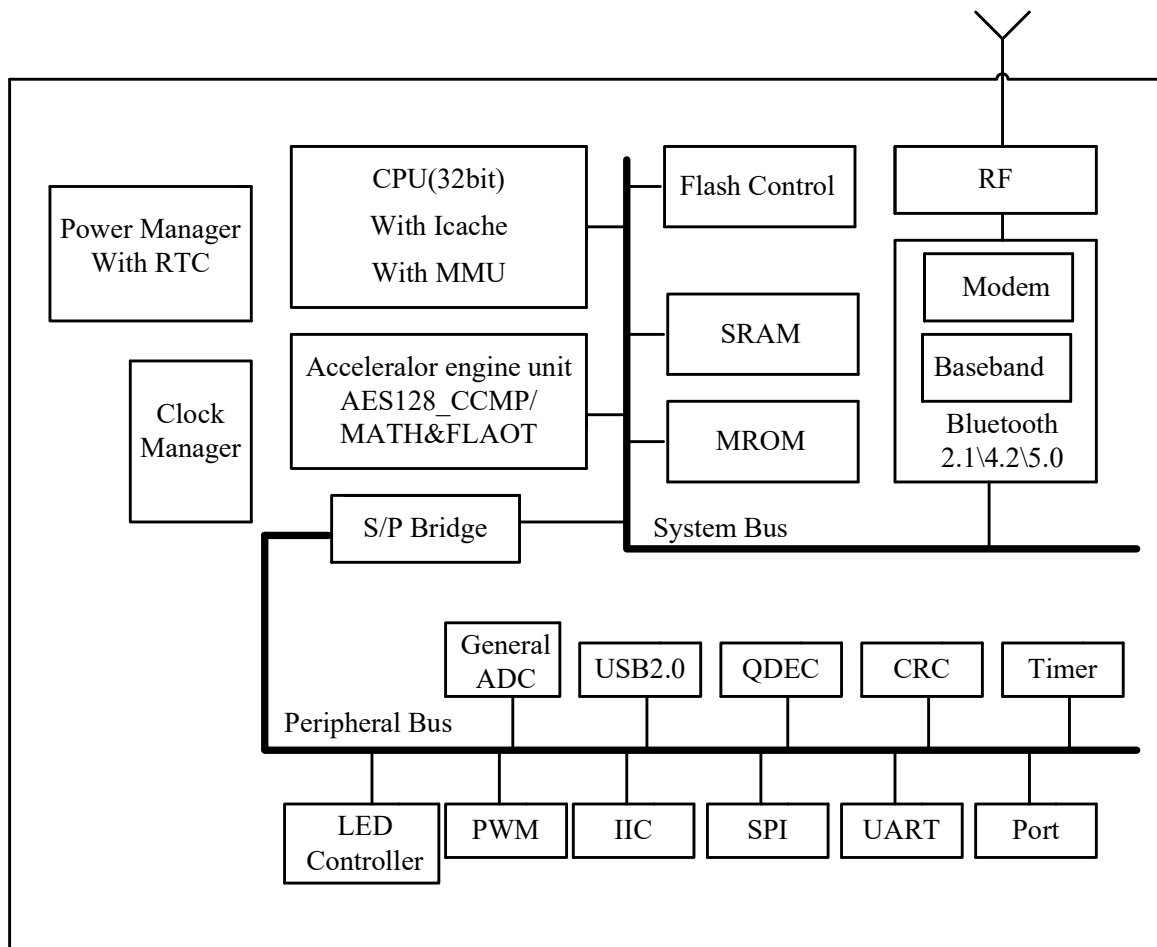 CPU(32bit)
With Icache
With MMU
Flash Control
RF
Power Manager
With RTC
Modem
SRAM
Acceleralor engine unit
AES128_CCMP/
MATH&FLAOT
Baseband
Clock
Manager
MROM
Bluetooth
2.1\4.2\5.0
S/P Bridge
System Bus
General
ADC
USB2.0
QDEC
CRC
Timer
Peripheral Bus
LED
Controller
PWM
IIC
SPI
UART
Port